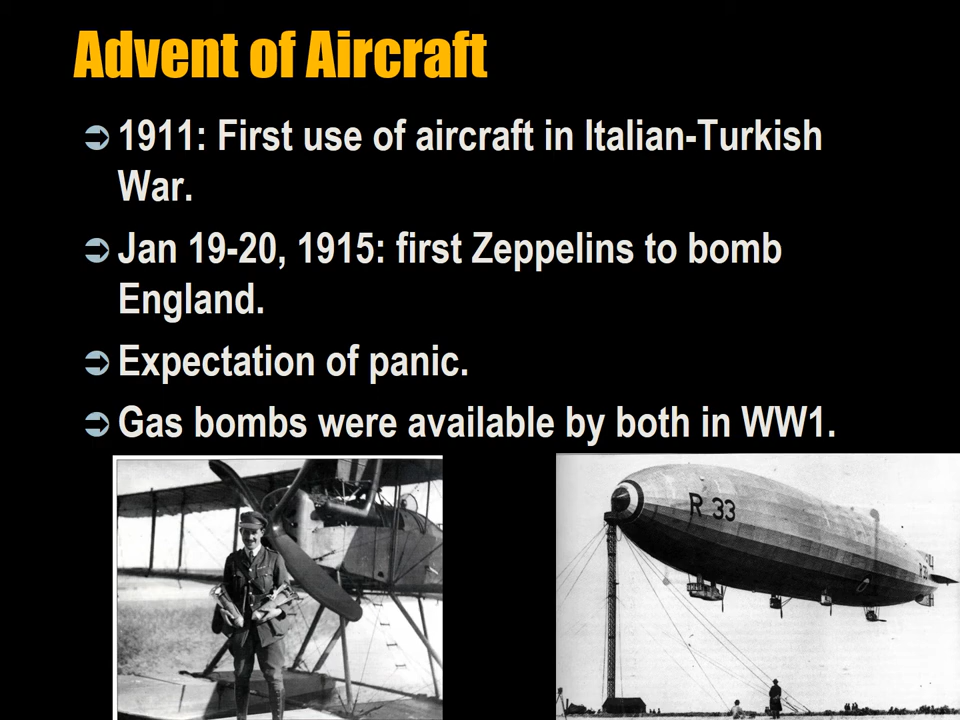 Advent of Aircraft
1911: First use of aircraft in Italian-Turkish
War.
Jan 19-20, 1915: first Zeppelins to bomb
England.
Expectation of panic.
Gas bombs were available by both in WW1.
R 33